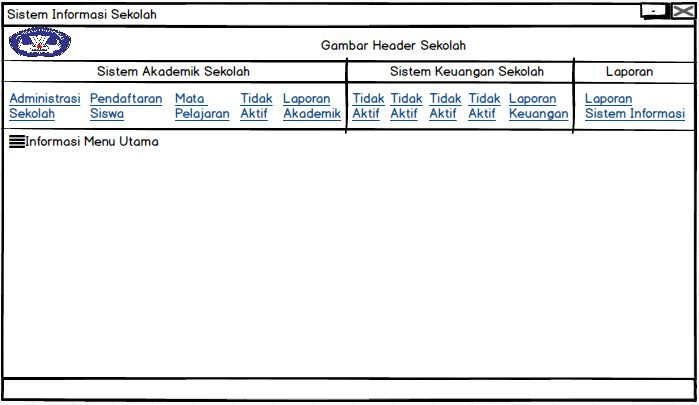 Sistem Informasi Sekolah
Gambar Header Sekolah
Sistem Akademik Sekolah Sistem Keuangan Sekolah Laporan
Administrasi Pendaftaran Mata Tidak Laporan Tidak Tidak Tidak Tidak Laporan Laporan
Sekolah Siswa Pelajaran Aktif Akademik Aktif Aktif Aktif Aktif Keuangan Sistem Informasi
Informasi Menu Utama